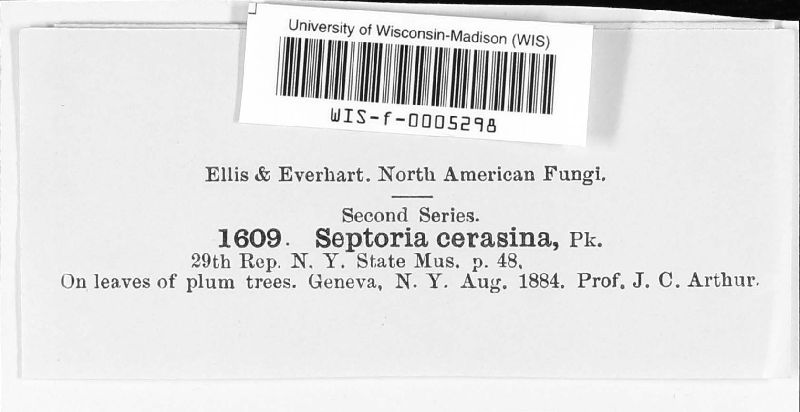 University of Wisconsin-Madison (WIS)
WIS-f-0005298
Ellis & Everhart. North American Fungi.
Second Series.
1609. Septoria cerasina, Pk.
29th Rep. N. Y. State Mus. p. 48.
On leaves of plum trees. Geneva, N. Y. Aug. 1884. Prof. J. C. Arthur.